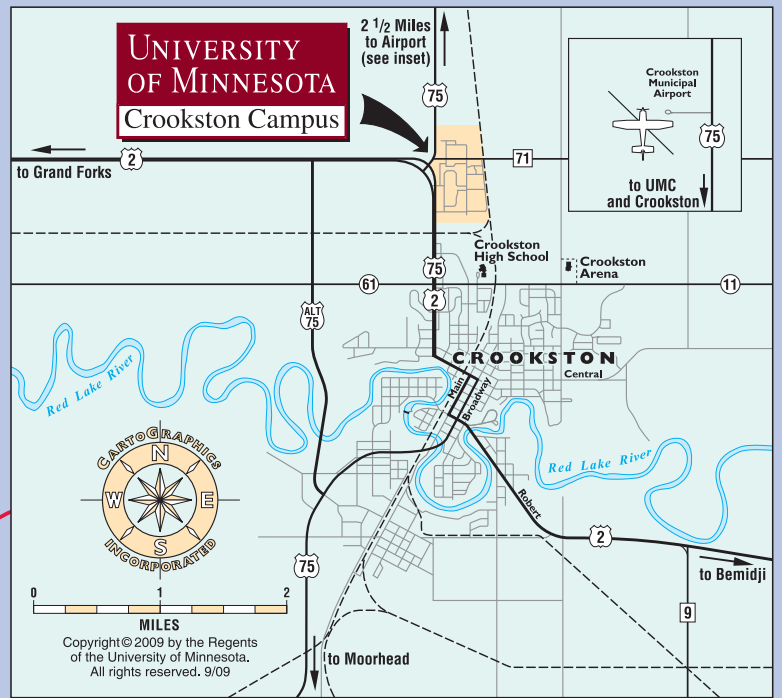 UNIVERSITY
OF MINNESOTA
Crookston Campus
2 1/2 Miles
to Airport
(see inset)
75
Crookston
Municipal
Airport
75
to UMC
and Crookston
2
to Grand Forks
71
Crookston
High School
Crookston
Arena
75
61
11
2
ALT
75
CROOKSTON
Central
Main
Broadway
Red Lake River
Red Lake River
Robert
CARTOGRAPHICS
N
W
E
S
INCORPORATED
2
to Bemidji
75
9
0 1 2
MILES
Copyright © 2009 by the Regents
of the University of Minnesota.
All rights reserved. 9/09
to Moorhead